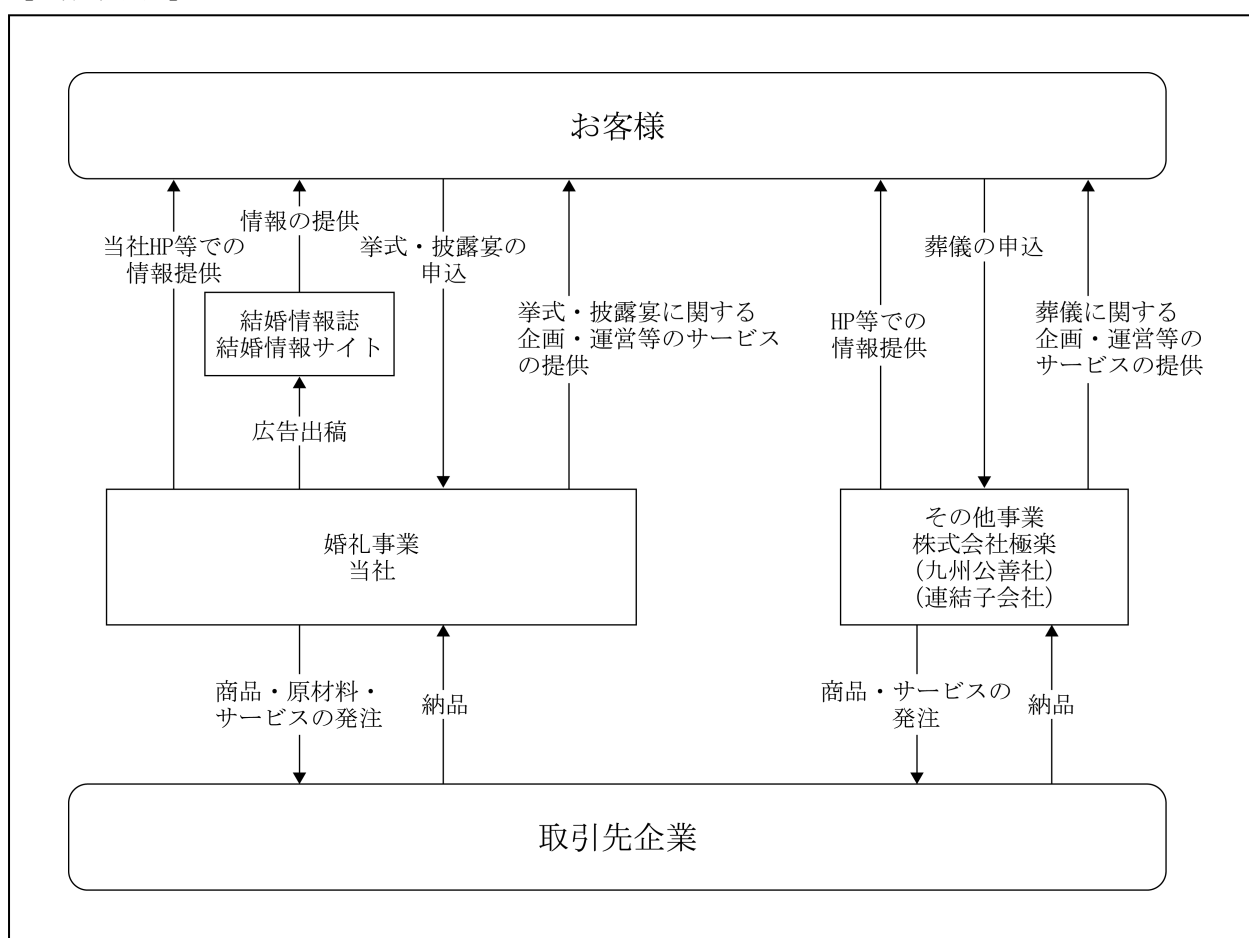 お客様
情報の提供
当社HP等での
情報提供
挙式・披露宴の
申込
葬儀の申込
結婚情報誌
結婚情報サイト
挙式・披露宴に関する
企画・運営等のサービス
の提供
HP等での
情報提供
葬儀に関する
企画・運営等の
サービスの提供
広告出稿
婚礼事業
当社
その他事業
株式会社極楽
(九州公善社)
(連結子会社)
商品・原材料・
サービスの発注
納品
商品・サービスの
発注
納品
取引先企業